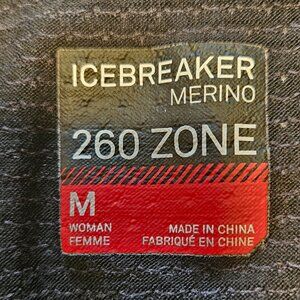 ICEBREAKER
MERINO
260 ZONE
M
WOMAN
FEMME
MADE IN CHINA
FABRIQUÉ EN CHINE